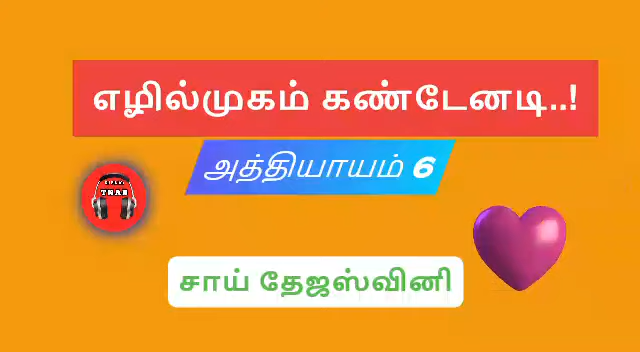 எழில்முகம் கண்டேனடி..!
அத்தியாயம் 6
சாய் தேஜஸ்வினி